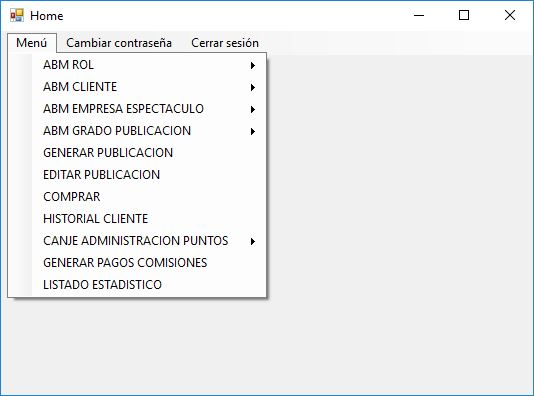 Home
Menú Cambiar contraseña Cerrar sesión
ABM ROL
ABM CLIENTE
ABM EMPRESA ESPECTACULO
ABM GRADO PUBLICACION
GENERAR PUBLICACION
EDITAR PUBLICACION
COMPRAR
HISTORIAL CLIENTE
CANJE ADMINISTRACION PUNTOS
GENERAR PAGOS COMISIONES
LISTADO ESTADISTICO